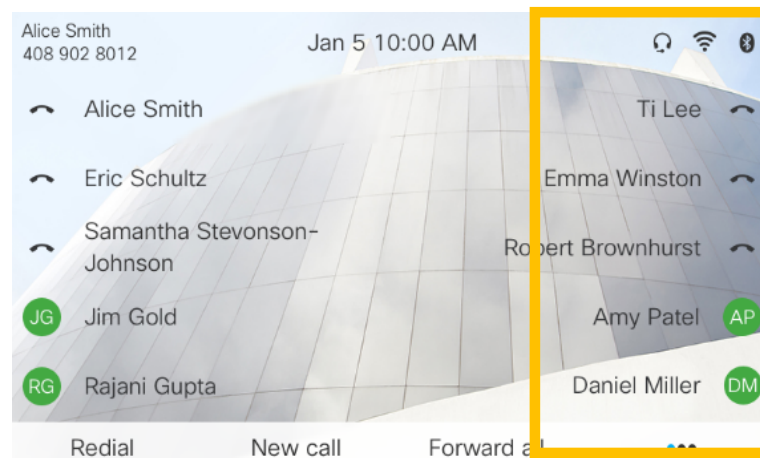 Alice Smith
408 902 8012
Jan 5 10:00 AM
Alice Smith
Ti Lee
Eric Schultz
Emma Winston
Samantha Stevonson-
Johnson
Robert Brownhurst
JG
Jim Gold
Amy Patel
AP
RG
Rajani Gupta
Daniel Miller
DM
Redial
New call
Forward